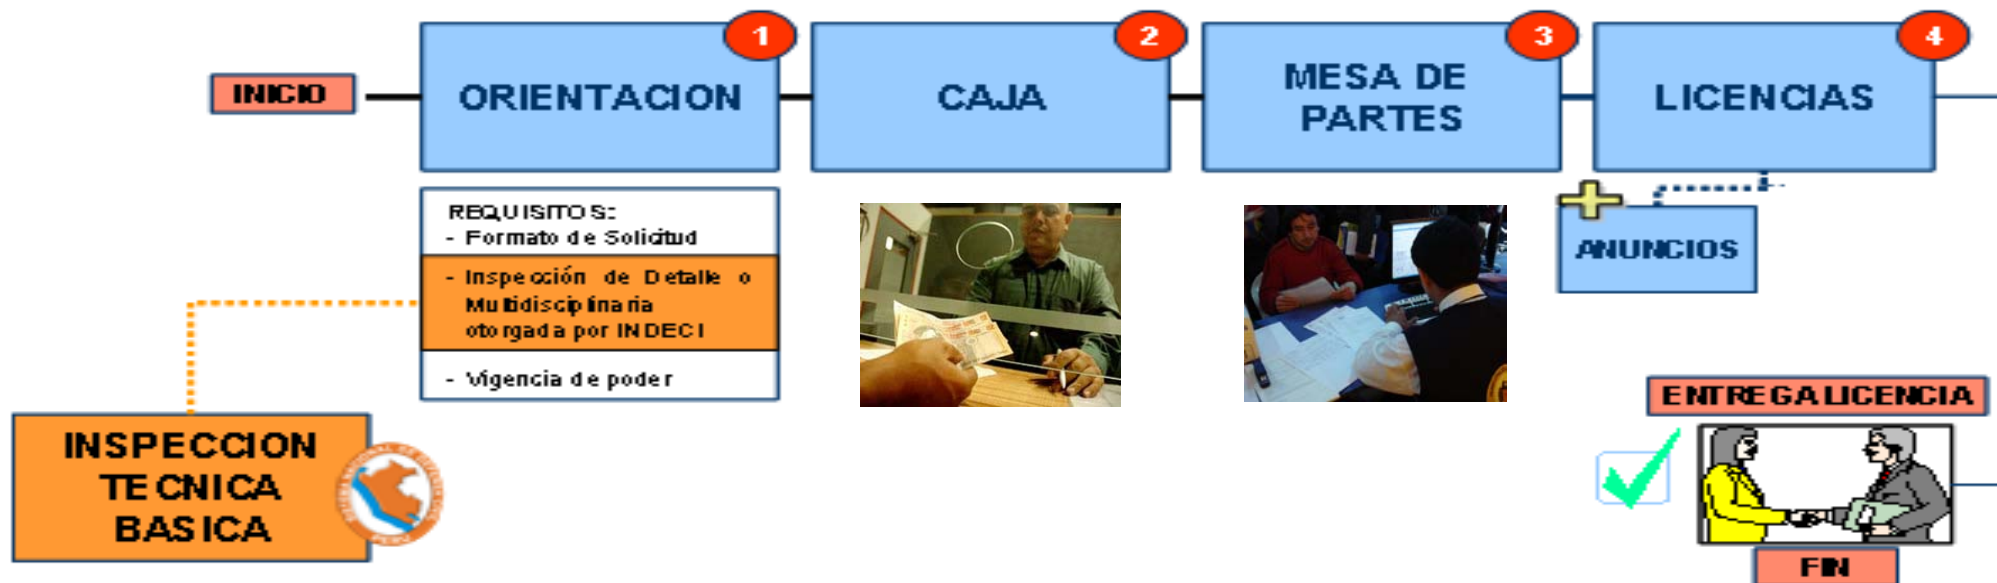 1
2
3
4
INICIO
ORIENTACION
CAJA
MESA DE
PARTES
LICENCIAS
REQUISITOS:
- Formato de Solicitud
- Inspección de Detalle o
Multidisciplinaria
otorgada por INDECI
- Vigencia de poder
ANUNCIOS
INSPECCION
TECNICA
BASICA
PERU
ENTREGA LICENCIA
FIN